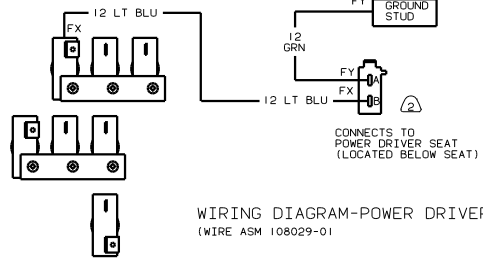 FY
GROUND
STUD
12 LT BLU
FX
12
GRN
FY
A
FX
12 LT BLU
B
2
CONNECTS TO
POWER DRIVER SEAT
(LOCATED BELOW SEAT)
WIRING DIAGRAM-POWER DRIVER
(WIRE ASM 108029-01